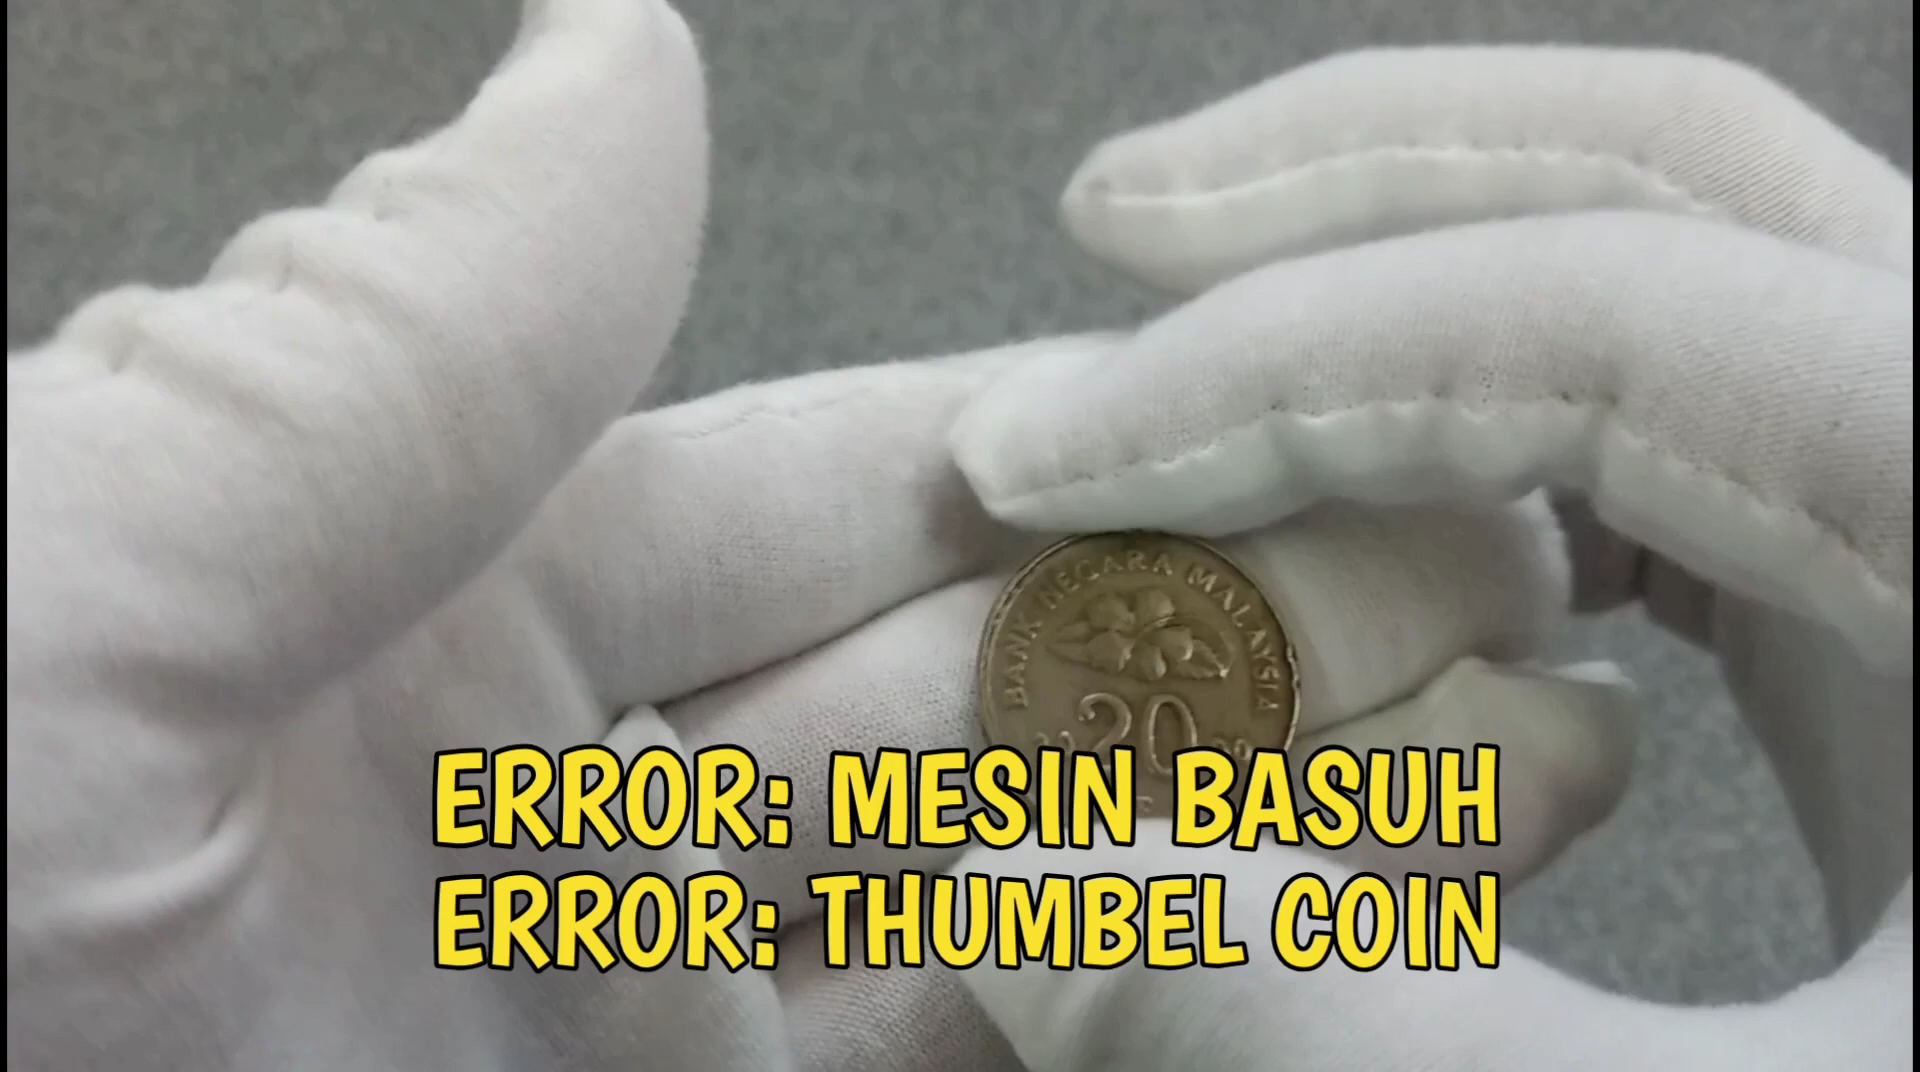 BANK NEGARA MALAYSIA
20
ERROR: MESIN BASUH
ERROR: THUMBEL COIN